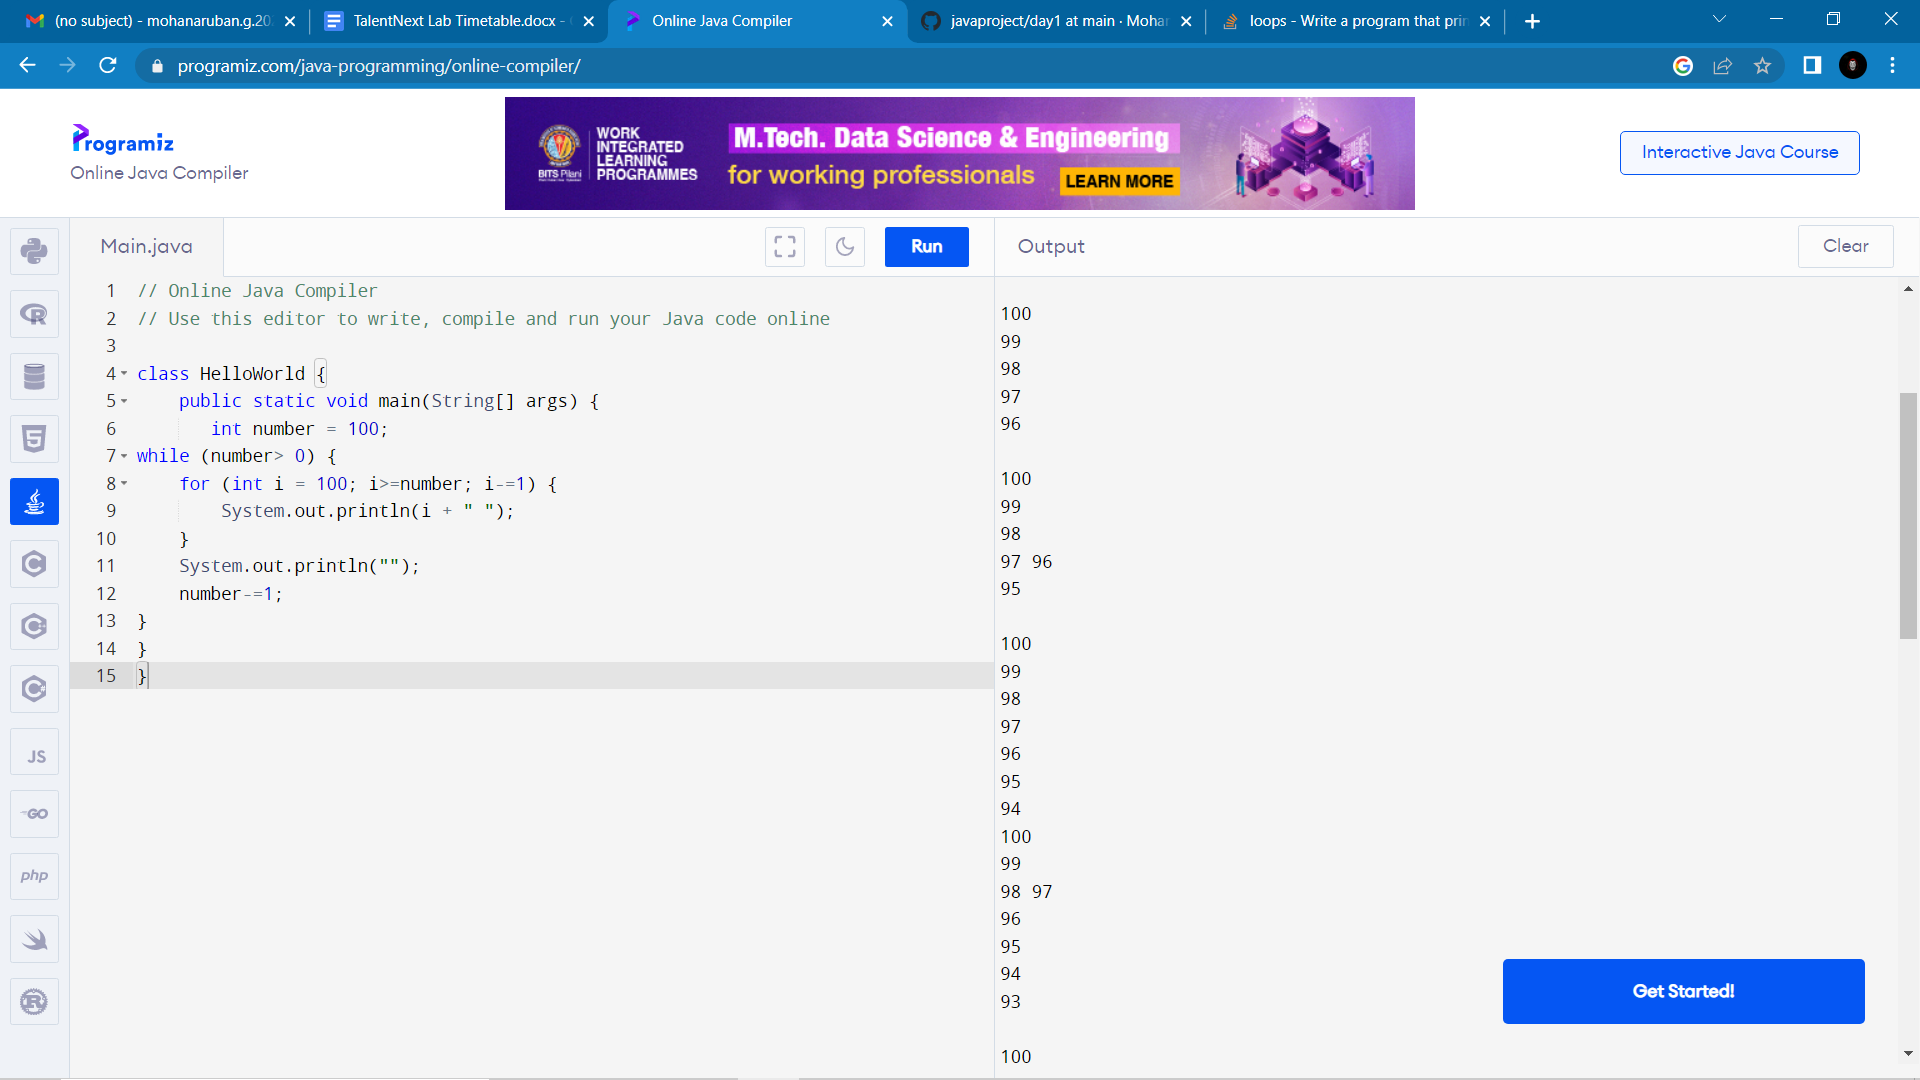 (no subject) - mohanaruban.g.202
TalentNext Lab Timetable.docx -
Online Java Compiler
javaproject/day1 at main · Mohan
loops - Write a program that prin
programiz.com/java-programming/online-compiler/
Programiz
Online Java Compiler
BITS Pilani
WORK
INTEGRATED
LEARNING
PROGRAMMES
M.Tech. Data Science & Engineering
for working professionals
LEARN MORE
Interactive Java Course
Main.java
Run
Output
Clear
1 // Online Java Compiler
2 // Use this editor to write, compile and run your Java code online
3
4 class HelloWorld {
5 public static void main(String[] args) {
6 int number = 100;
7 while (number> 0) {
8 for (int i = 100; i>=number; i-=1) {
9 System.out.println(i + " ");
10 }
11 System.out.println("");
12 number-=1;
13 }
14 }
15 }
R
5
C
C
C
JS
GO
php
R
100
99
98
97
96
100
99
98
97 96
95
100
99
98
97
96
95
94
100
99
98 97
96
95
94
93
100
Get Started!